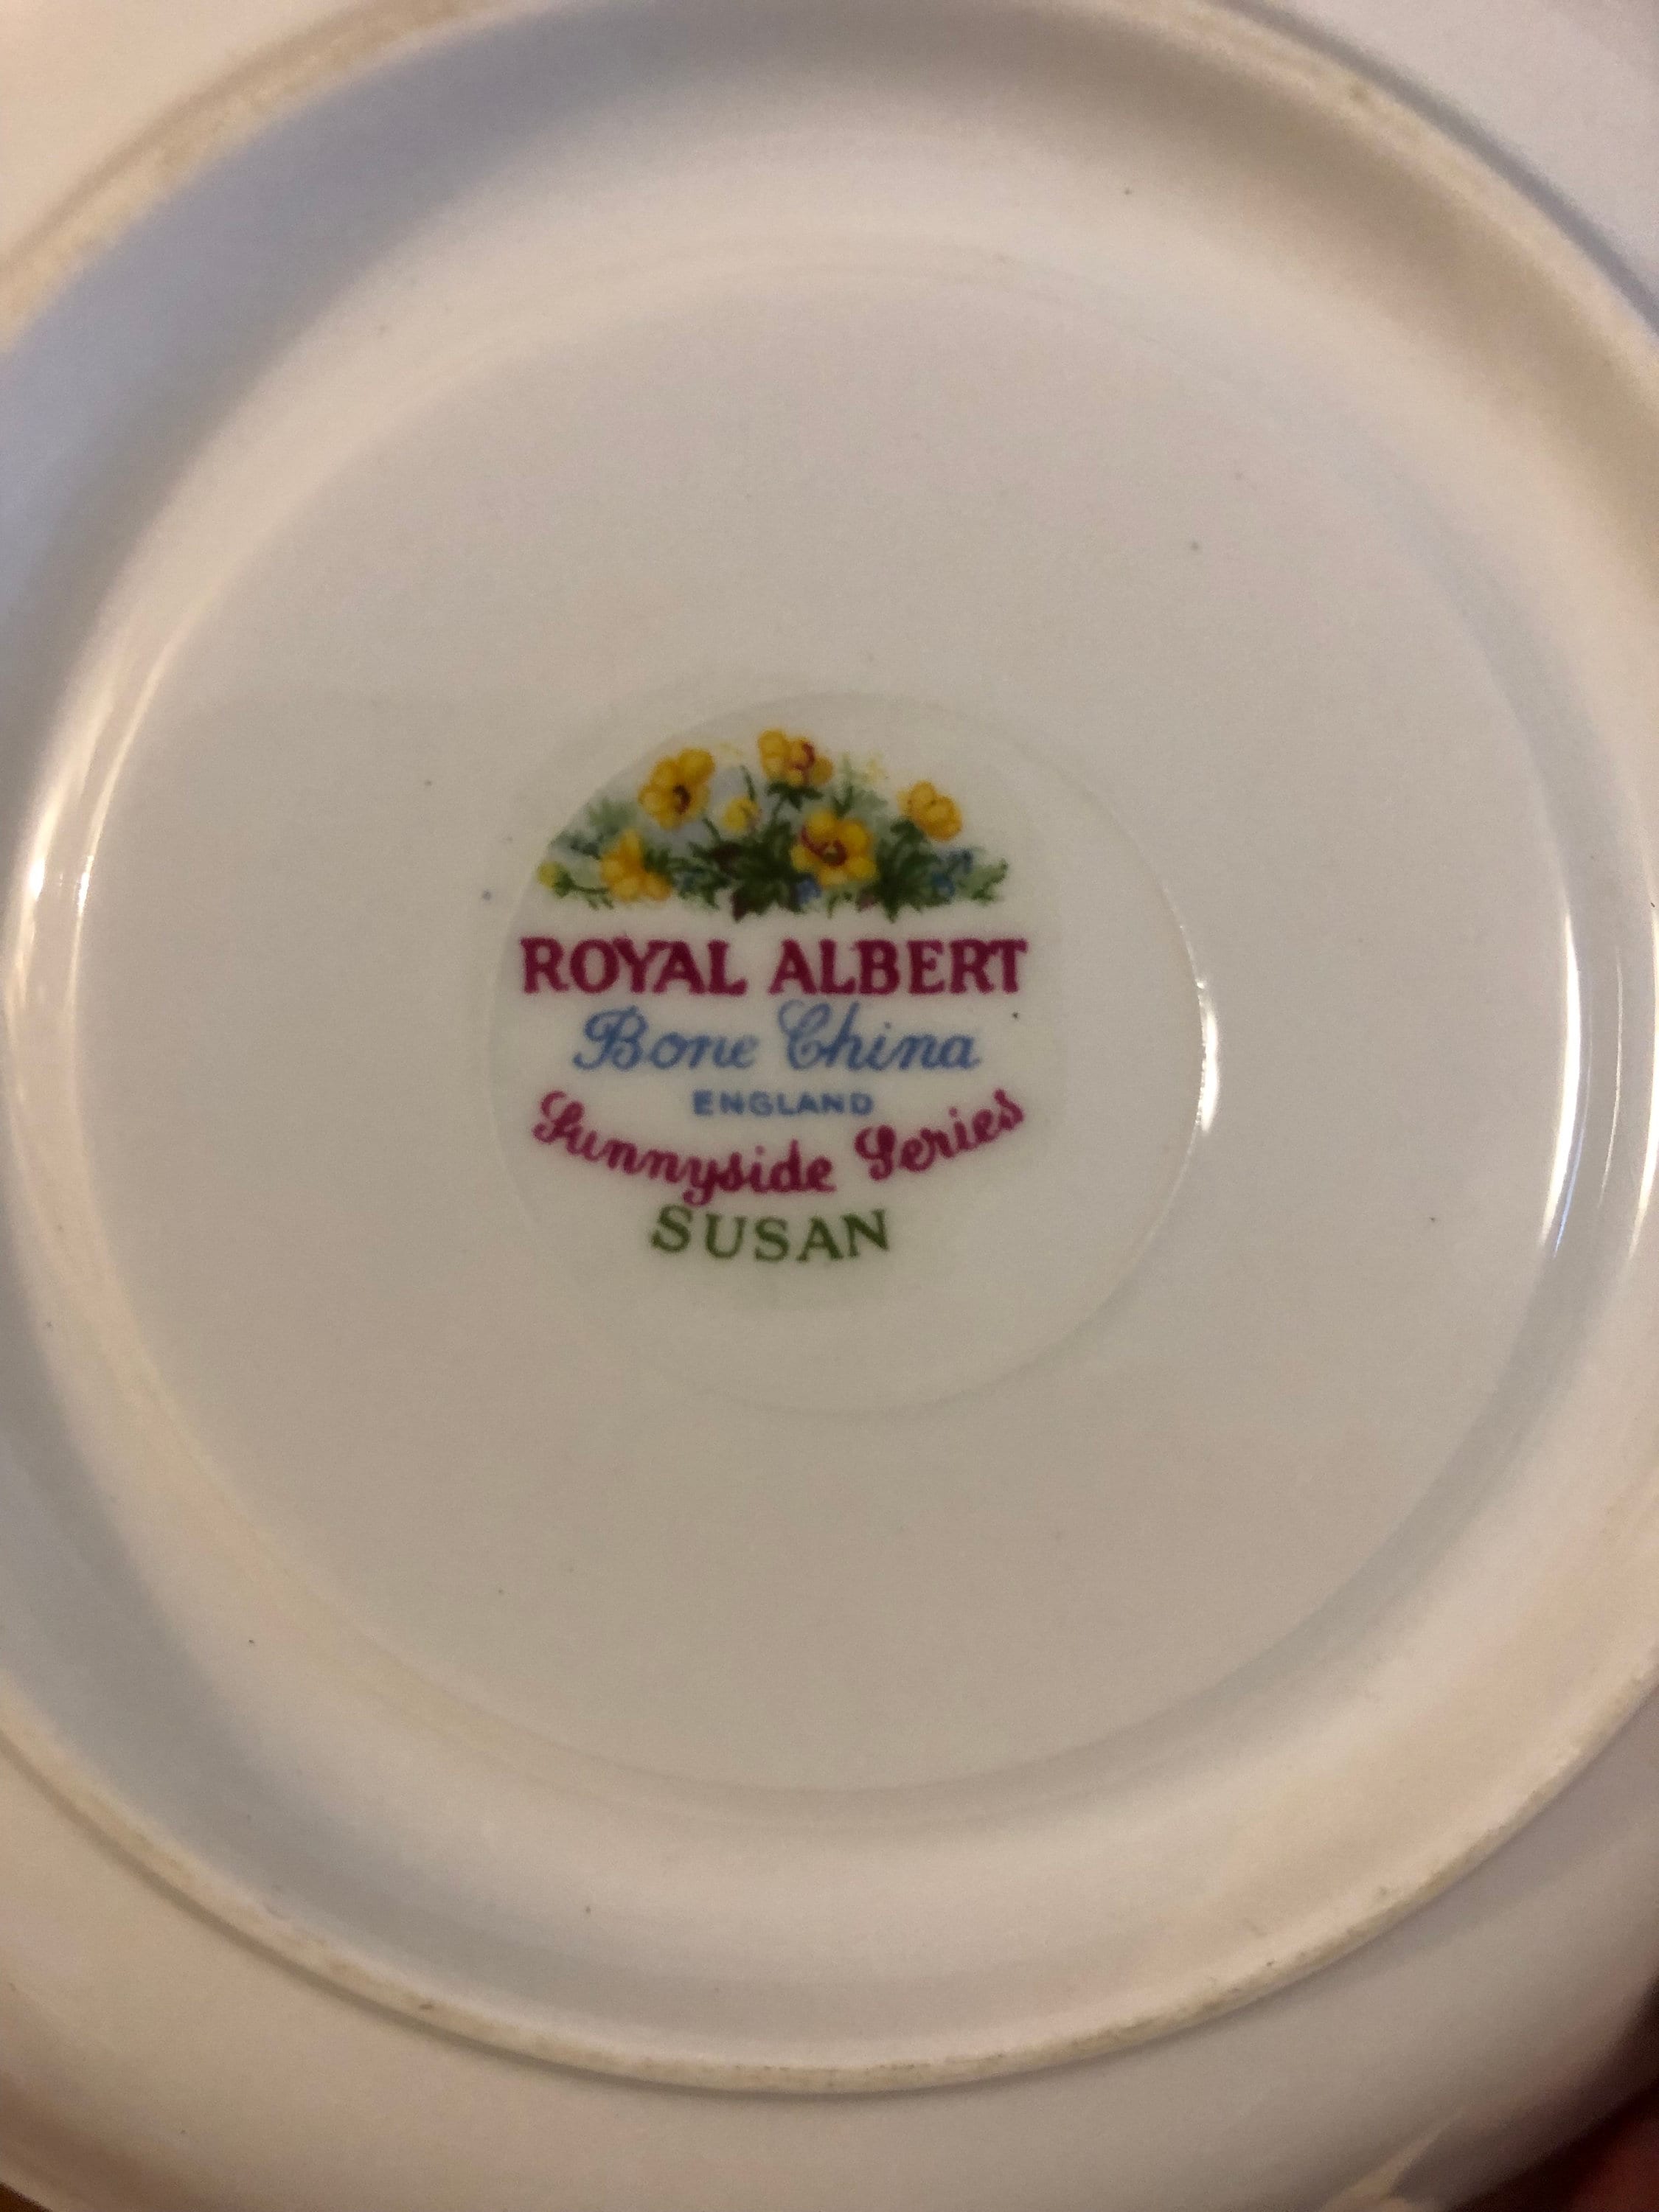 ROYAL ALBERT
Bone China
ENGLAND
Sunnyside Series
SUSAN